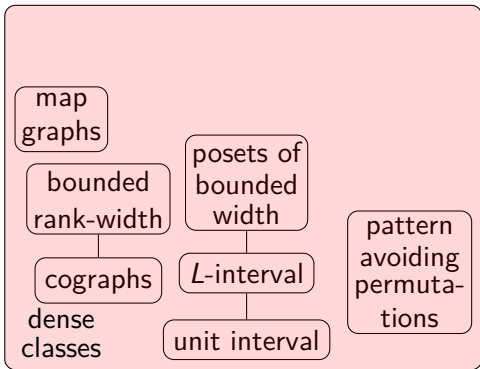 map
graphs
bounded
rank-width
cographs
dense
classes
posets of
bounded
width
L-interval
unit interval
pattern
avoiding
permuta-
tions